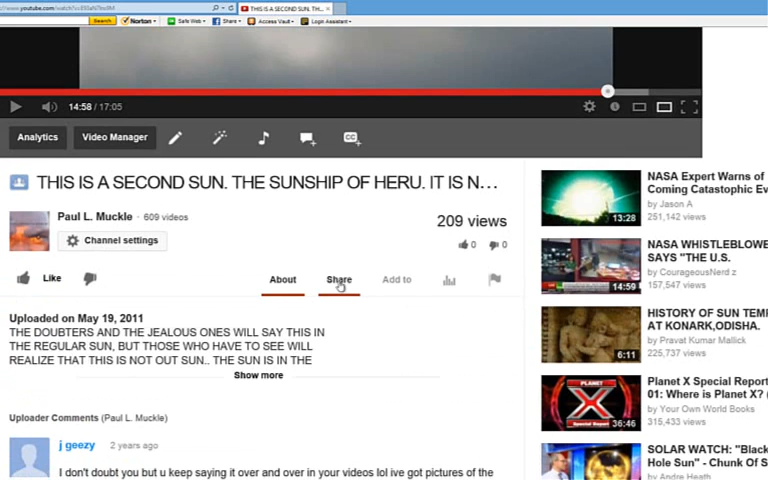 THIS IS A SECOND SUN. TH...
Search
Norton
Safe Web
Share
Access Vault
Login Assistant
14:58 / 17:05
Analytics
Video Manager
CC
THIS IS A SECOND SUN. THE SUNSHIP OF HERU. IT IS N...
Paul L. Muckle · 609 videos
209 views
Channel settings
0 0
Like
About
Share
Add to
Uploaded on May 19, 2011
THE DOUBTERS AND THE JEALOUS ONES WILL SAY THIS IN
THE REGULAR SUN, BUT THOSE WHO HAVE TO SEE WILL
REALIZE THAT THIS IS NOT OUT SUN.. THE SUN IS IN THE
Show more
Uploader Comments (Paul L. Muckle)
j geezy 2 years ago
I don't doubt you but u keep saying it over and over in your videos lol ive got pictures of the
13:28
NASA Expert Warns of
Coming Catastrophic Ev
by Jason A
251,142 views
14:59
NASA WHISTLEBLOWE
SAYS "THE U.S.
by CourageousNerd z
157,547 views
6:11
HISTORY OF SUN TEMP
AT KONARK,ODISHA.
by Pravat Kumar Mallick
225,737 views
PLANET
X
Special Report
36:46
Planet X Special Report
01: Where is Planet X? (
by Your Own World Books
315,433 views
SOLAR WATCH: "Black
Hole Sun" - Chunk Of S
by Andre Heath